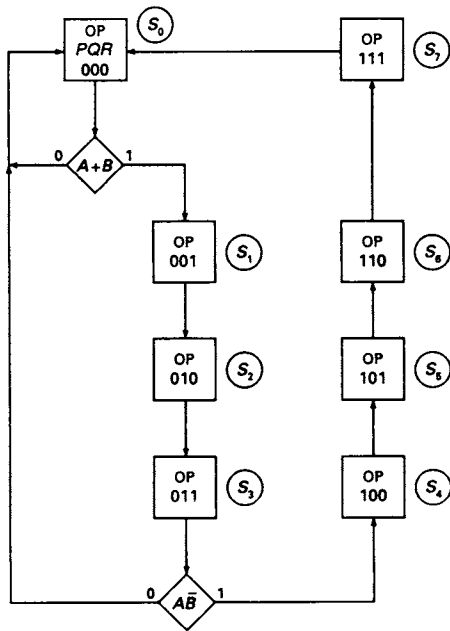 OP
PQR
000
S₀
0
A+B
1
OP
001
S₁
OP
010
S₂
OP
011
S₃
0
AB̅
1
OP
111
S₇
OP
110
S₆
OP
101
S₅
OP
100
S₄